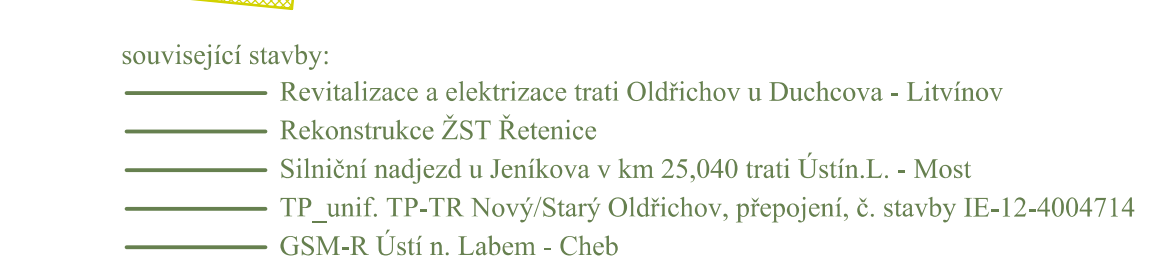 související stavby:
Revitalizace a elektrizace trati Oldřichov u Duchcova - Litvínov
Rekonstrukce ŽST Řetenice
Silniční nadjezd u Jeníkova v km 25,040 trati Ústín.L. - Most
TP_unif. TP-TR Nový/Starý Oldřichov, přepojení, č. stavby IE-12-4004714
GSM-R Ústí n. Labem - Cheb